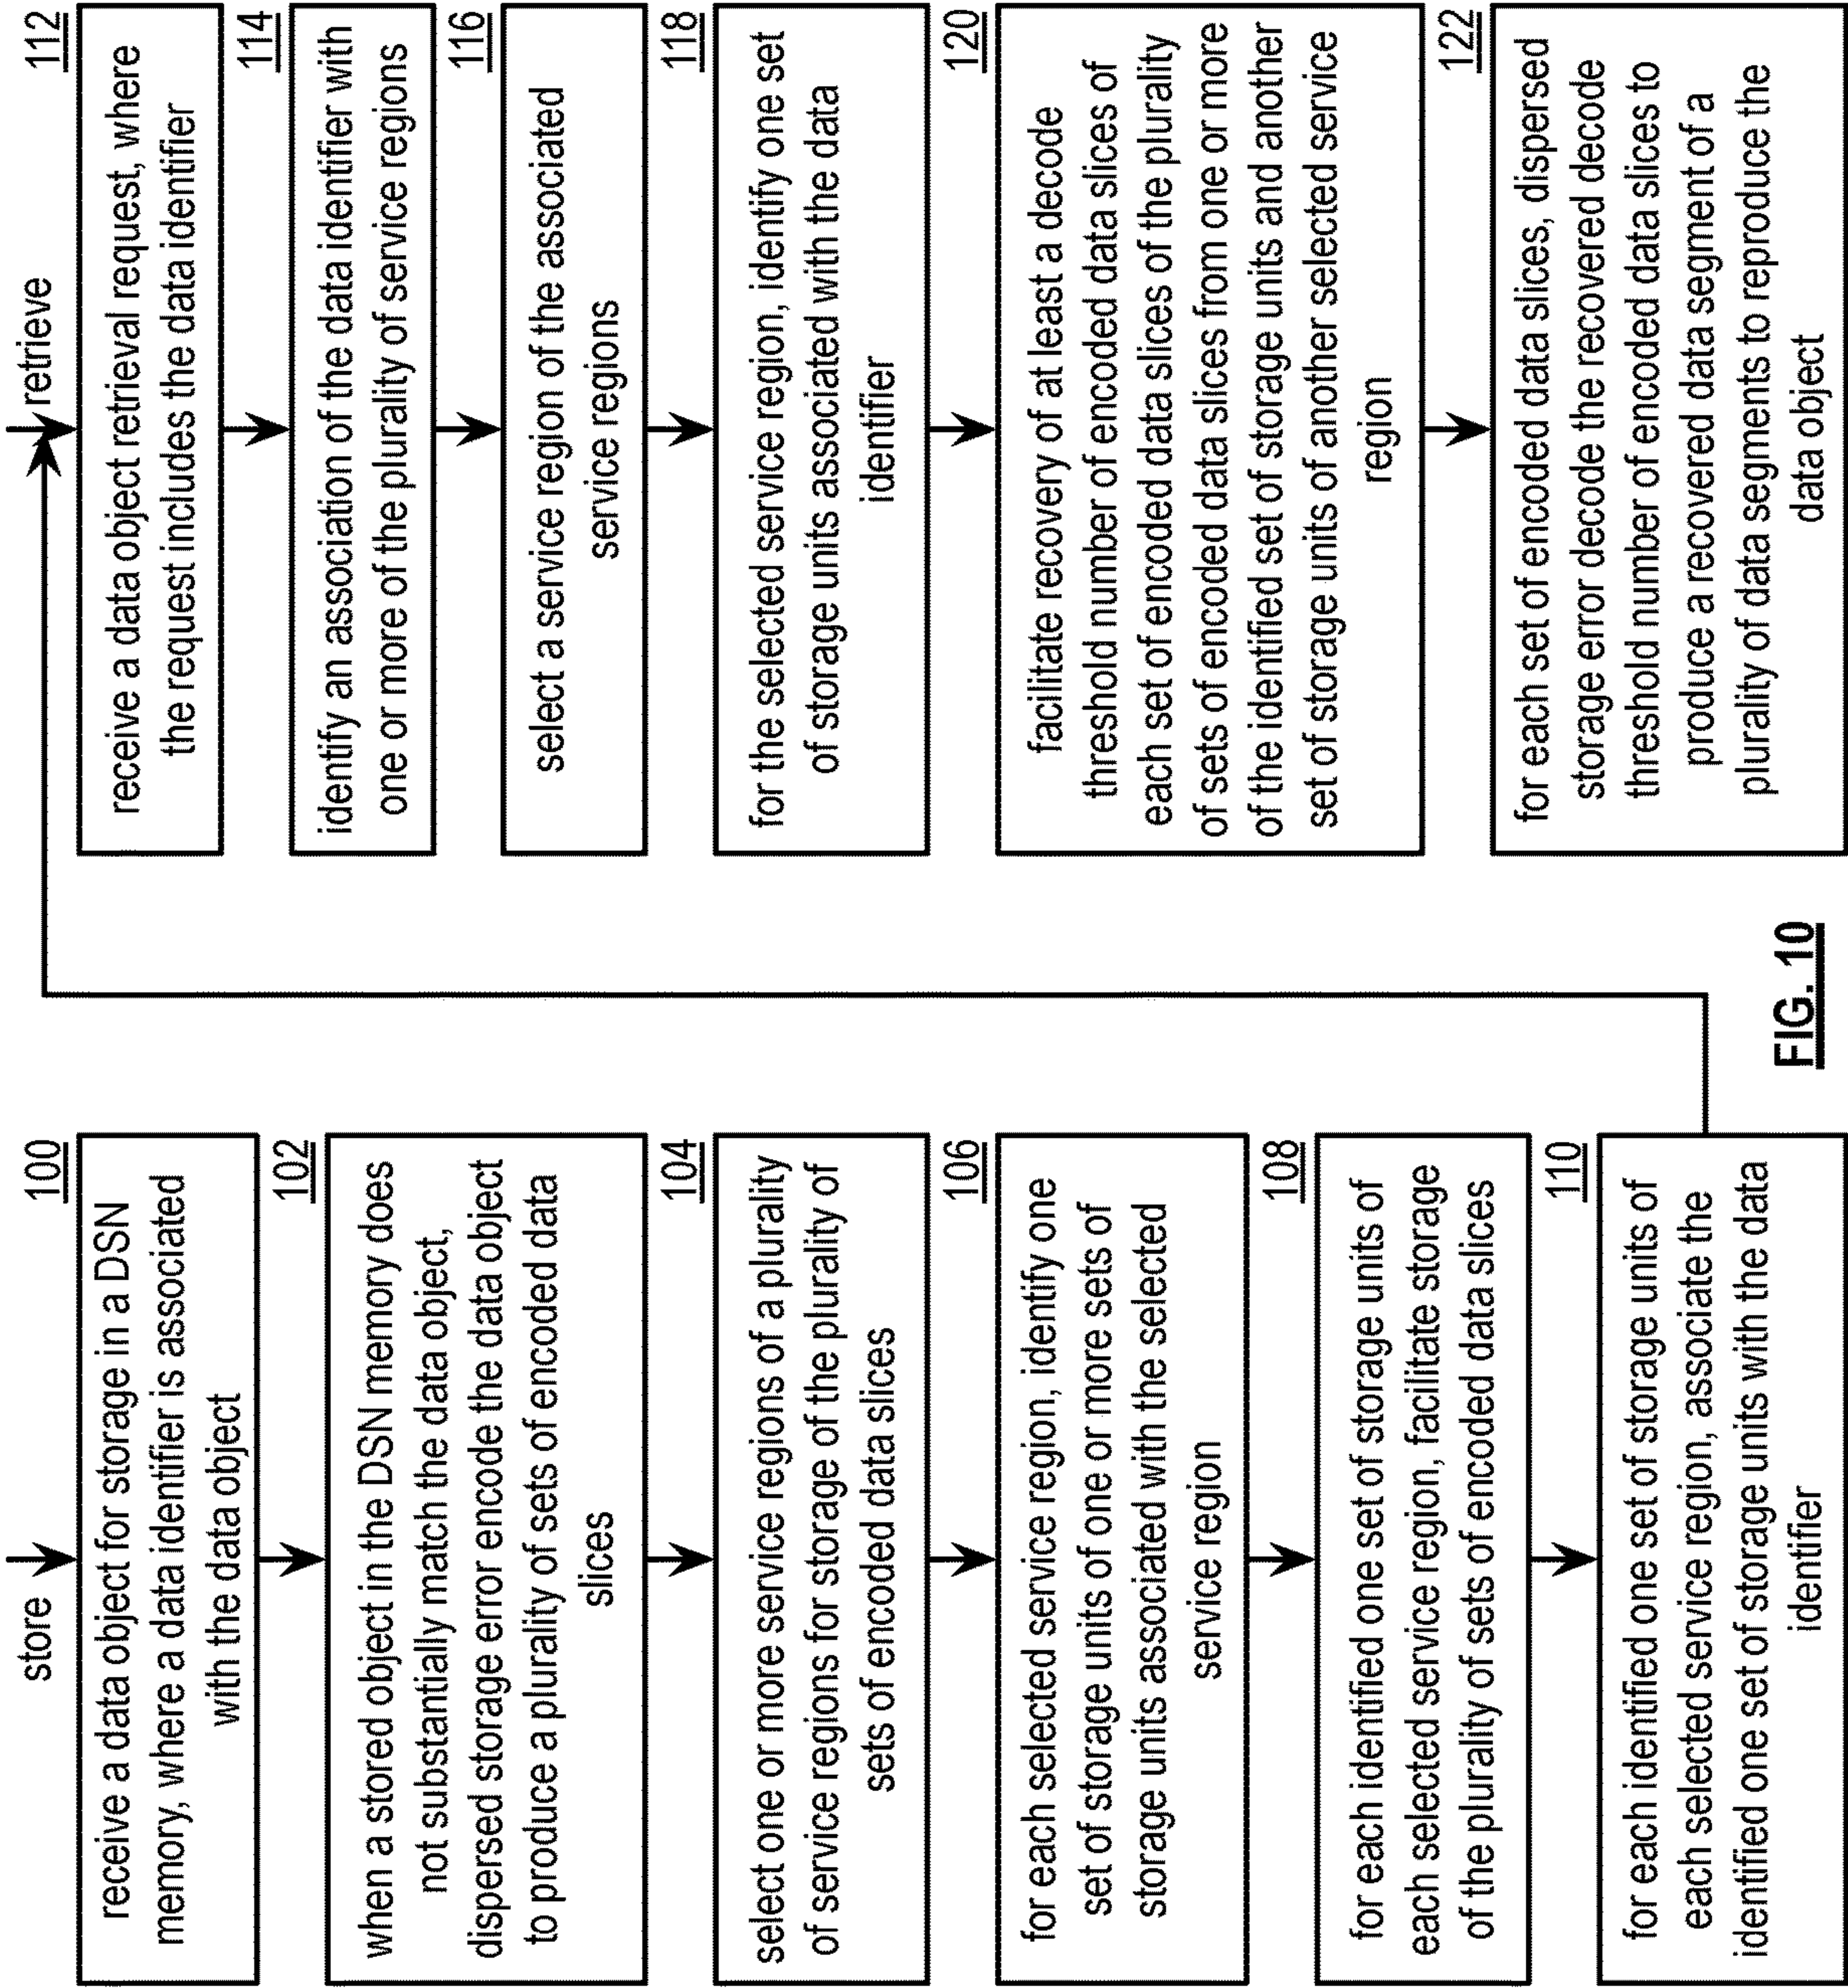 store
100
receive a data object for storage in a DSN
memory, where a data identifier is associated
with the data object
102
when a stored object in the DSN memory does
not substantially match the data object,
dispersed storage error encode the data object
to produce a plurality of sets of encoded data
slices
104
select one or more service regions of a plurality
of service regions for storage of the plurality of
sets of encoded data slices
106
for each selected service region, identify one
set of storage units of one or more sets of
storage units associated with the selected
service region
108
for each identified one set of storage units of
each selected service region, facilitate storage
of the plurality of sets of encoded data slices
110
for each identified one set of storage units of
each selected service region, associate the
identified one set of storage units with the data
identifier
retrieve
112
receive a data object retrieval request, where
the request includes the data identifier
114
identify an association of the data identifier with
one or more of the plurality of service regions
116
select a service region of the associated
service regions
118
for the selected service region, identify one set
of storage units associated with the data
identifier
120
facilitate recovery of at least a decode
threshold number of encoded data slices of
each set of encoded data slices of the plurality
of sets of encoded data slices from one or more
of the identified set of storage units and another
set of storage units of another selected service
region
122
for each set of encoded data slices, dispersed
storage error decode the recovered decode
threshold number of encoded data slices to
produce a recovered data segment of a
plurality of data segments to reproduce the
data object
FIG. 10